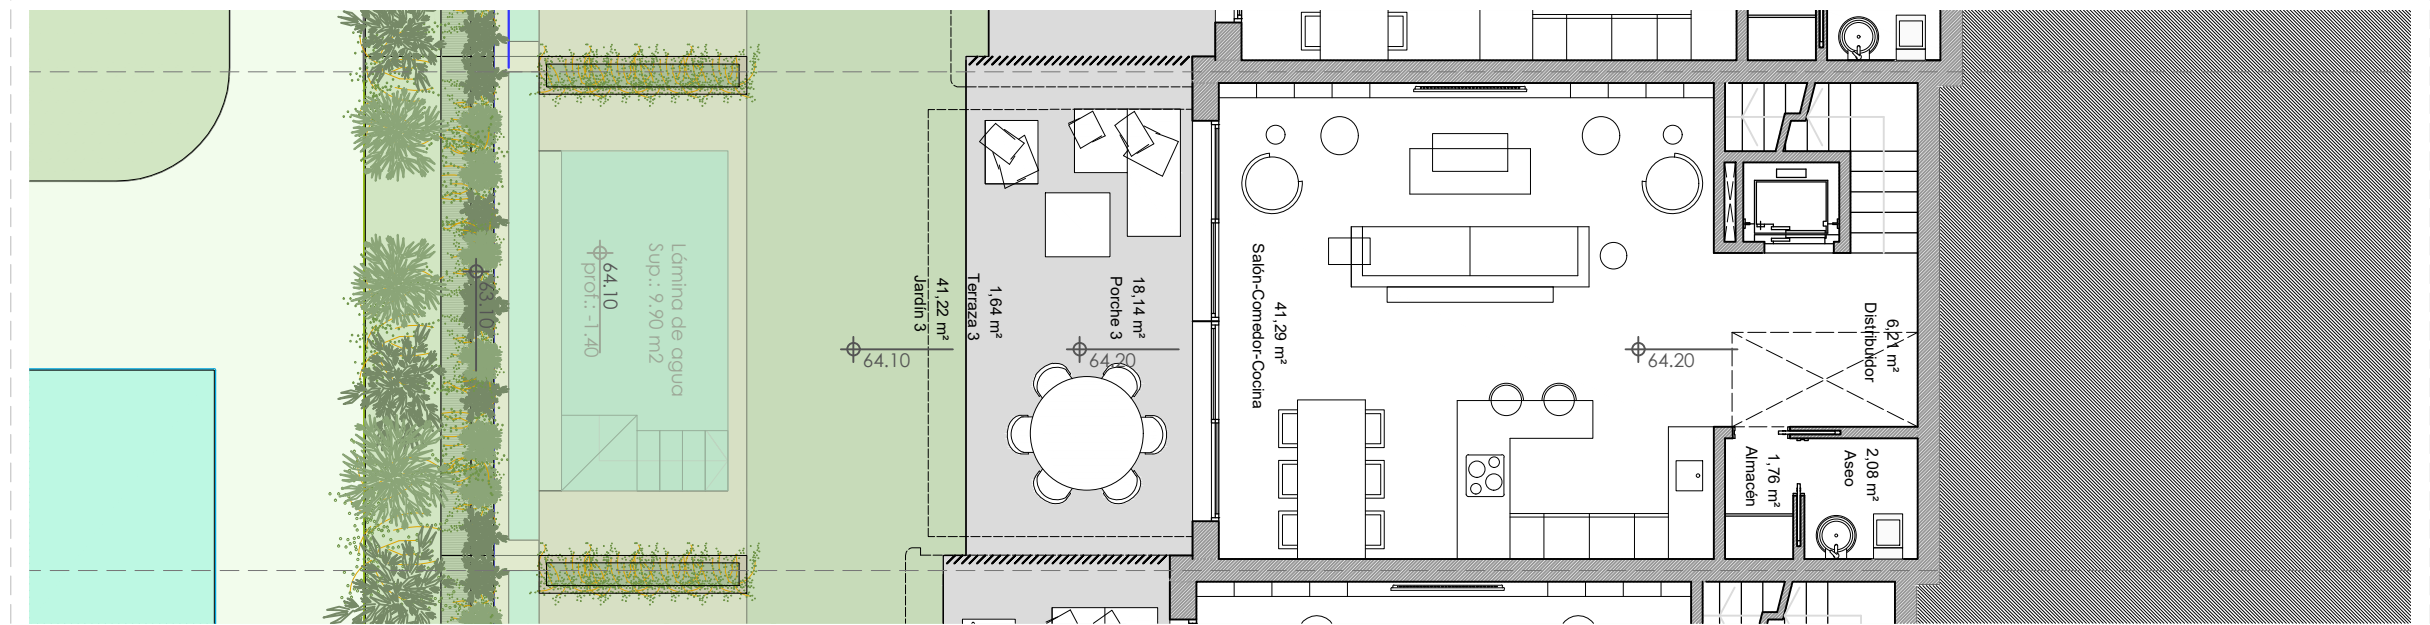 63.10
64.10
prof.: -1.40
Lámina de agua
Sup.: 9.90 m2
64.10
41,22 m²
Jardín 3
1,64 m²
Terraza 3
18,14 m²
Porche 3
64.20
41,29 m²
Salón-Comedor-Cocina
64.20
6,21 m²
Distribuidor
1,76 m²
Almacén
2,08 m²
Aseo